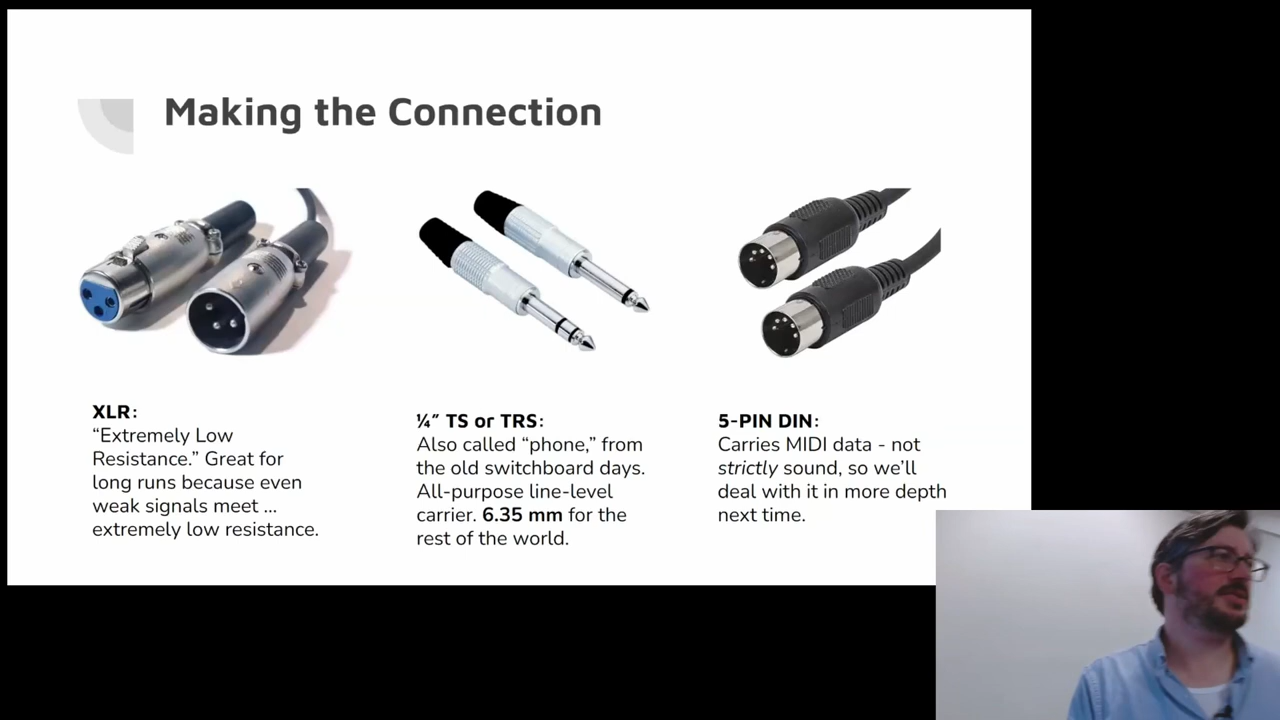 Making the Connection
XLR:
“Extremely Low
Resistance.” Great for
long runs because even
weak signals meet ...
extremely low resistance.
¼” TS or TRS:
Also called “phone,” from
the old switchboard days.
All-purpose line-level
carrier. 6.35 mm for the
rest of the world.
5-PIN DIN:
Carries MIDI data - not
strictly sound, so we’ll
deal with it in more depth
next time.